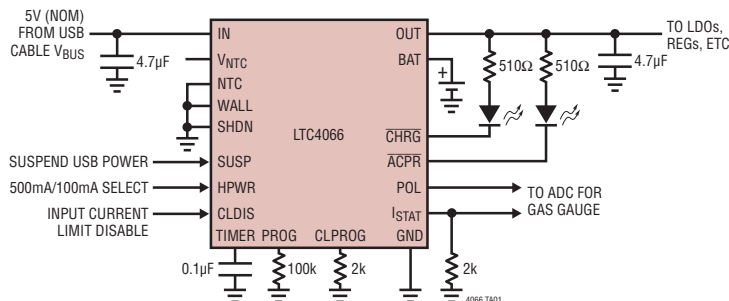 5V (NOM)
FROM USB
CABLE VBUS
4.7µF
IN
VNTC
NTC
WALL
SHDN
SUSPEND USB POWER
SUSP
500mA/100mA SELECT
HPWR
INPUT CURRENT
LIMIT DISABLE
CLDIS
LTC4066
OUT
BAT
+
CHRG
ACPR
POL
ISTAT
TIMER PROG CLPROG GND
510Ω
510Ω
4.7µF
TO LDOs,
REGs, ETC
TO ADC FOR
GAS GAUGE
0.1µF
100k
2k
2k
4066 TA01